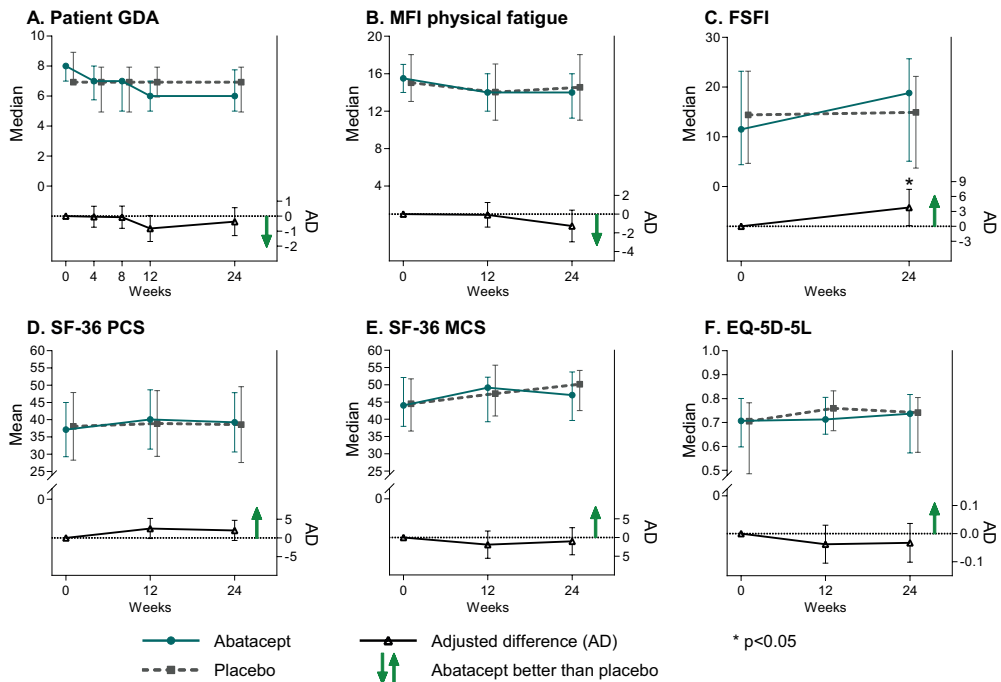 A. Patient GDA
10
8
6
4
2
0
Median
1
0
-1
-2
AD
0 4 8 12 24
Weeks
B. MFI physical fatigue
20
16
12
8
4
Median
2
0
-2
-4
AD
0 12 24
Weeks
C. FSFI
30
20
10
0
Median
*
9
6
3
0
-3
AD
0 24
Weeks
D. SF-36 PCS
60
55
50
45
40
35
30
25
0
Mean
5
0
-5
AD
0 12 24
Weeks
E. SF-36 MCS
60
55
50
45
40
35
30
25
0
Median
5
0
5
AD
0 12 24
Weeks
F. EQ-5D-5L
1.0
0.9
0.8
0.7
0.6
0.5
0
Median
0.1
0.0
-0.1
AD
0 12 24
Weeks
Abatacept
Placebo
Adjusted difference (AD)
Abatacept better than placebo
* p<0.05